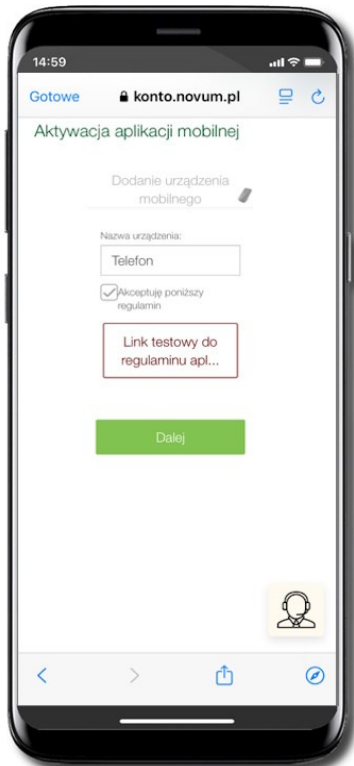 14:59
Gotowe konto.novum.pl
Aktywacja aplikacji mobilnej
Dodanie urządzenia
mobilnego
Nazwa urządzenia:
Telefon
Akceptuję poniższy
regulamin
Link testowy do
regulaminu apl...
Dalej